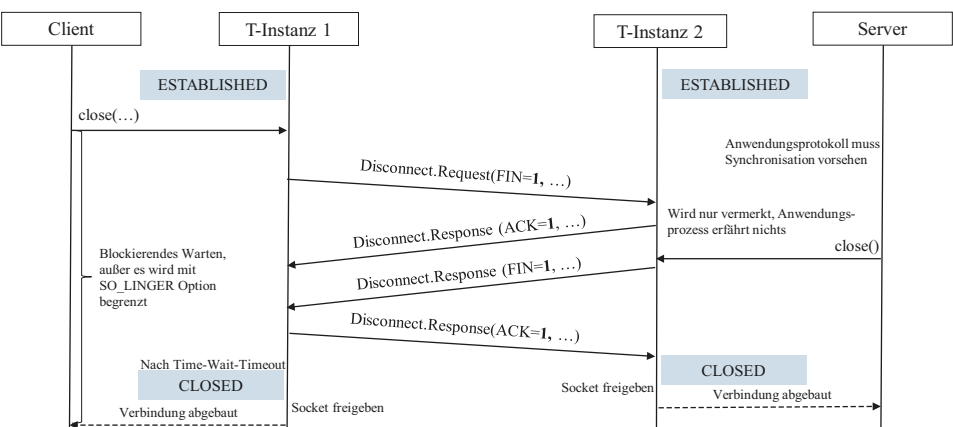 Client
T-Instanz 1
T-Instanz 2
Server
ESTABLISHED
ESTABLISHED
close(…)
Anwendungsprotokoll muss
Synchronisation vorsehen
Disconnect.Request(FIN=1, …)
Wird nur vermerkt, Anwendungs-
prozess erfährt nichts
Disconnect.Response (ACK=1, …)
close()
Blockierendes Warten,
außer es wird mit
SO_LINGER Option
begrenzt
Disconnect.Response (FIN=1, …)
Disconnect.Response(ACK=1, …)
Nach Time-Wait-Timeout
CLOSED
CLOSED
Socket freigeben
Verbindung abgebaut
Verbindung abgebaut
Socket freigeben